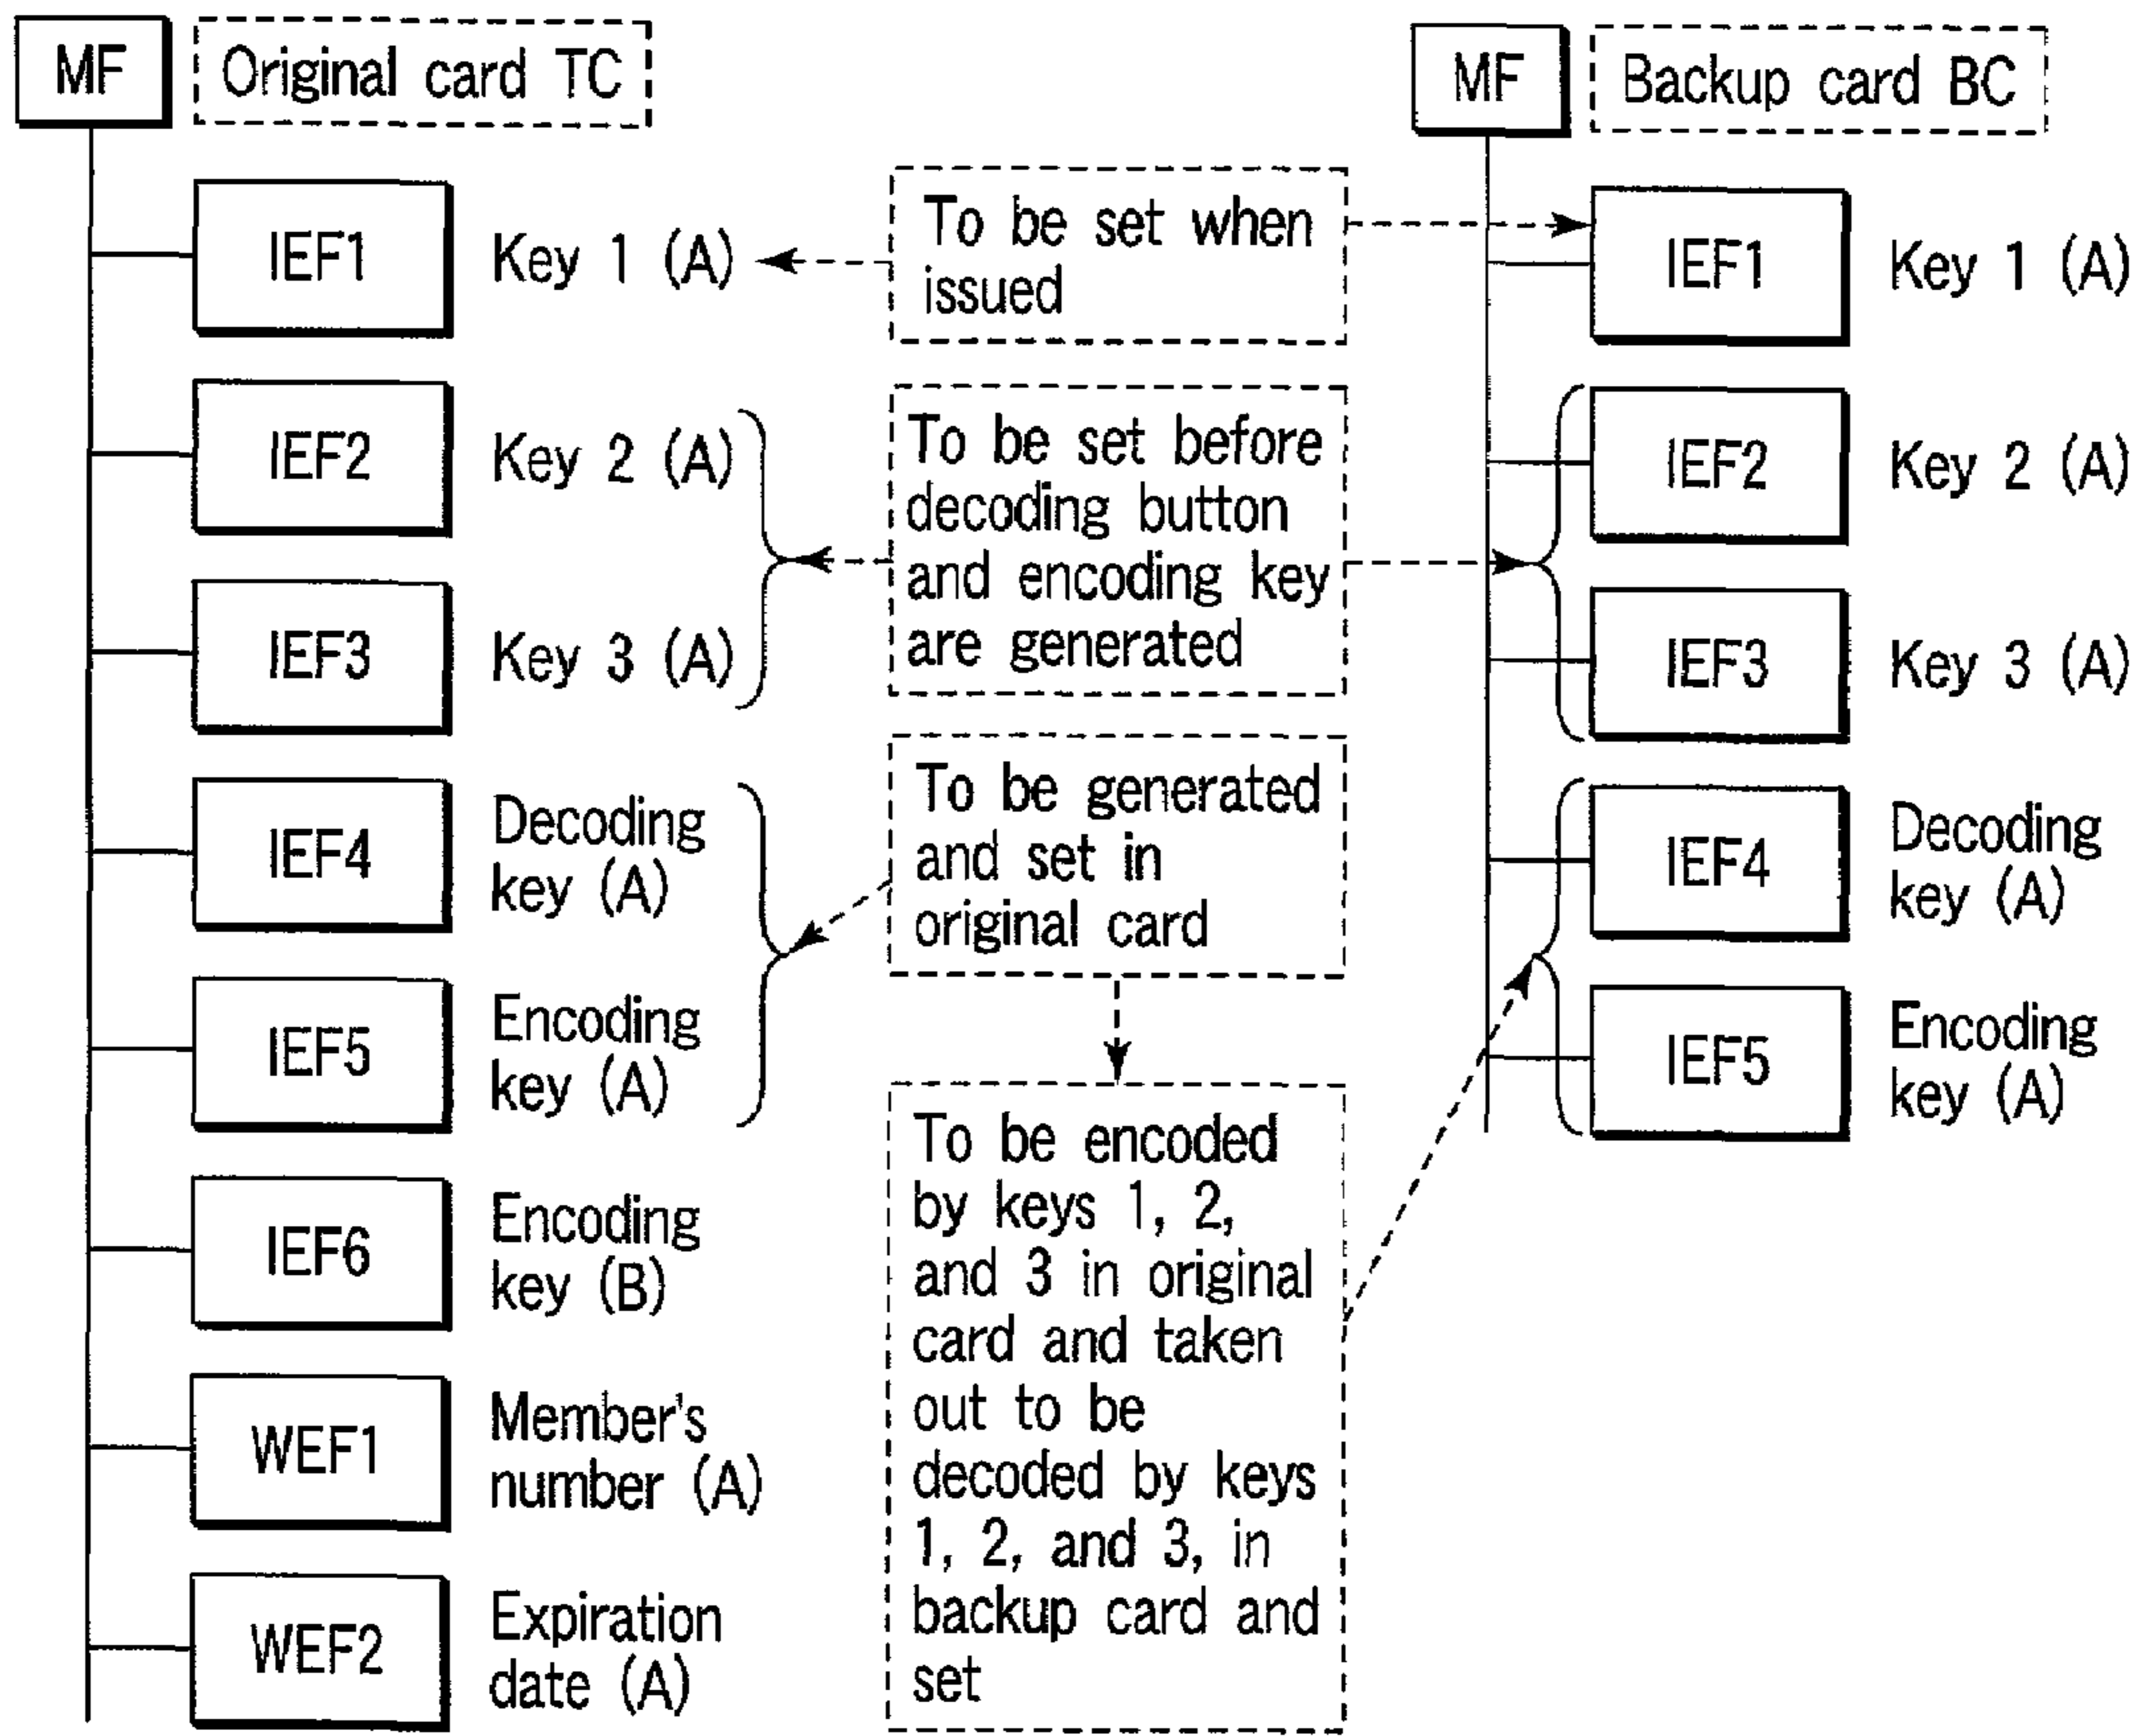 MF
Original card TC
IEF1
Key 1 (A)
IEF2
Key 2 (A)
IEF3
Key 3 (A)
IEF4
Decoding
key (A)
IEF5
Encoding
key (A)
IEF6
Encoding
key (B)
WEF1
Member's
number (A)
WEF2
Expiration
date (A)
To be set when
issued
To be set before
decoding button
and encoding key
are generated
To be generated
and set in
original card
To be encoded
by keys 1, 2,
and 3 in original
card and taken
out to be
decoded by keys
1, 2, and 3, in
backup card and
set
MF
Backup card BC
IEF1
Key 1 (A)
IEF2
Key 2 (A)
IEF3
Key 3 (A)
IEF4
Decoding
key (A)
IEF5
Encoding
key (A)